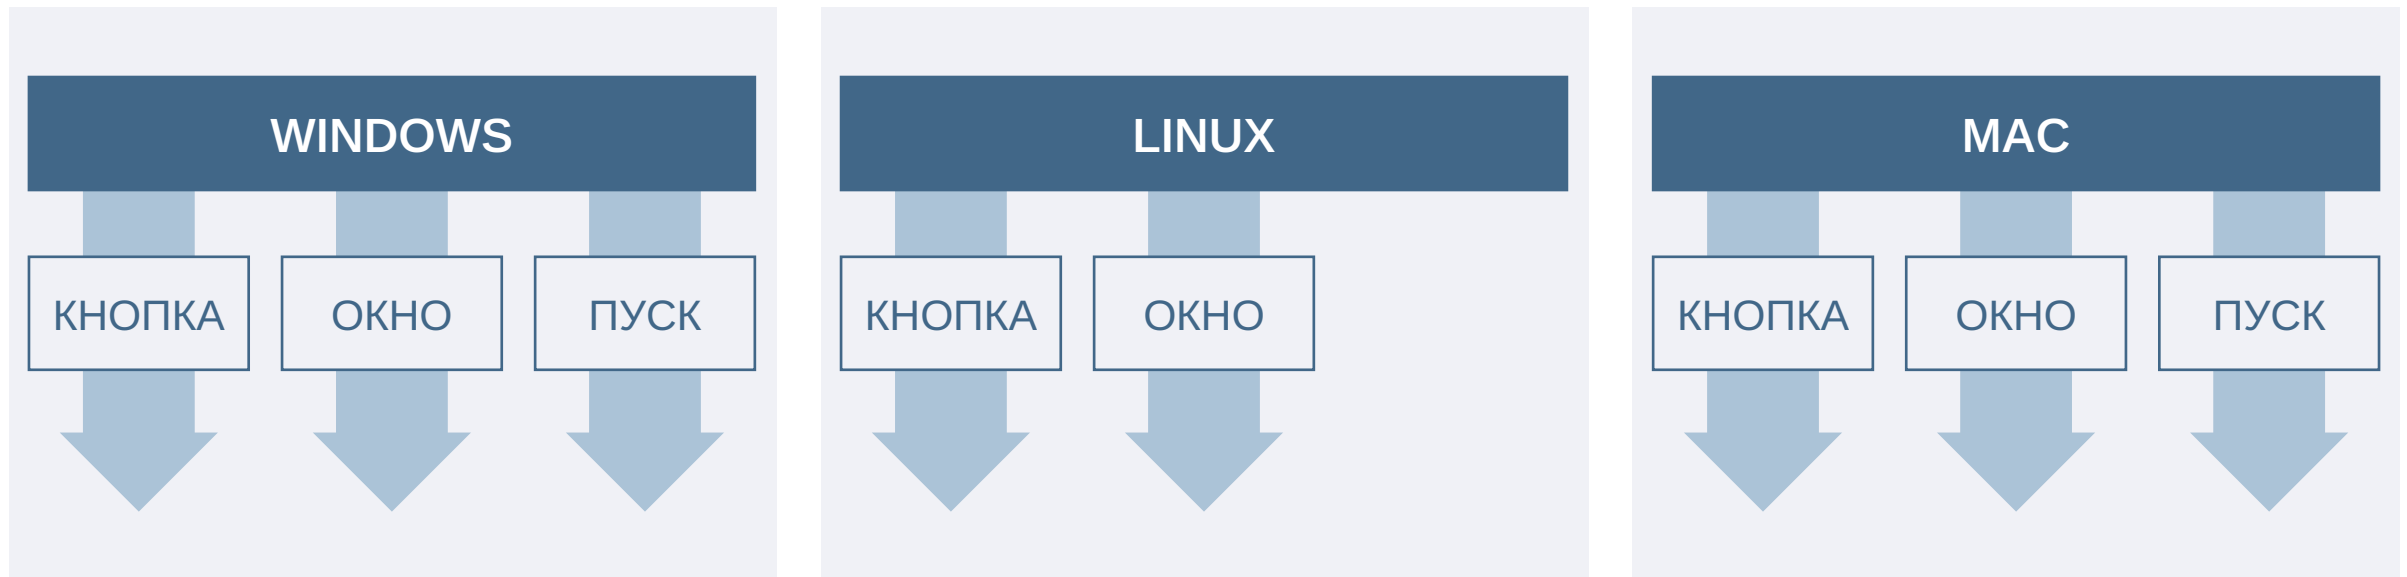 WINDOWS
КНОПКА
ОКНО
ПУСК
LINUX
КНОПКА
ОКНО
MAC
КНОПКА
ОКНО
ПУСК